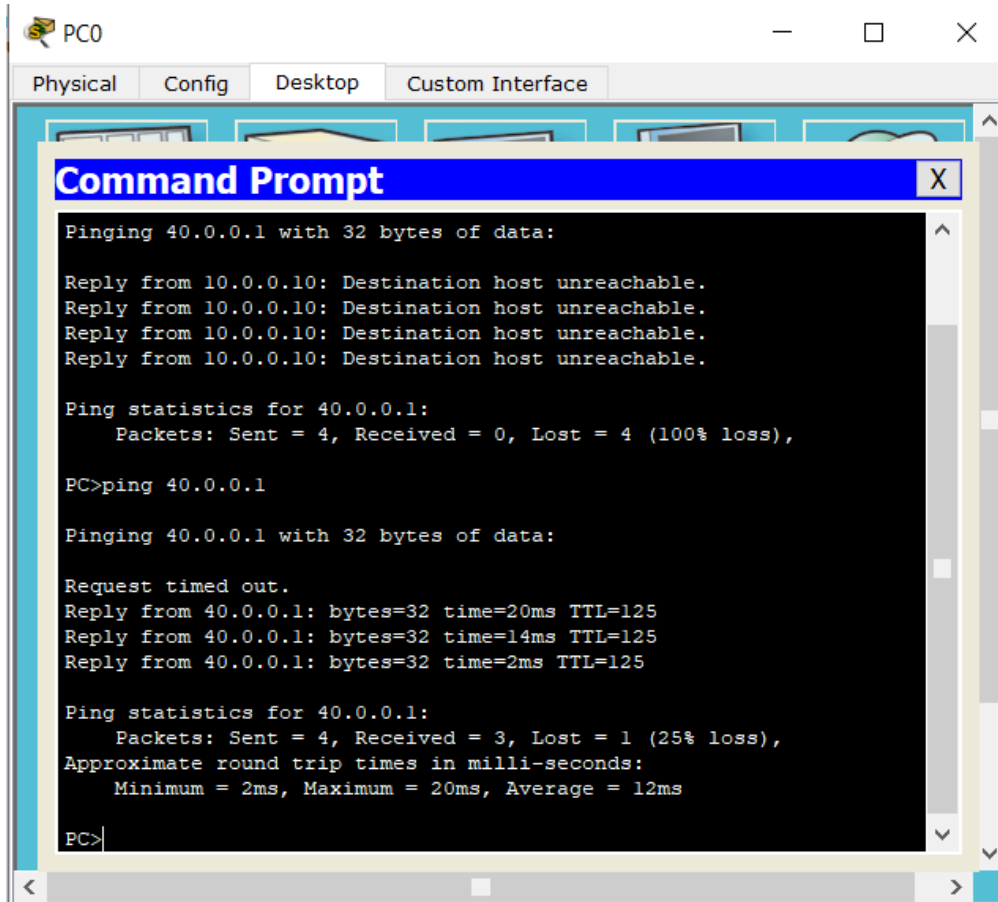 PC0
Physical Config Desktop Custom Interface
Command Prompt X
Pinging 40.0.0.1 with 32 bytes of data:
Reply from 10.0.0.10: Destination host unreachable.
Reply from 10.0.0.10: Destination host unreachable.
Reply from 10.0.0.10: Destination host unreachable.
Reply from 10.0.0.10: Destination host unreachable.
Ping statistics for 40.0.0.1:
Packets: Sent = 4, Received = 0, Lost = 4 (100% loss),
PC>ping 40.0.0.1
Pinging 40.0.0.1 with 32 bytes of data:
Request timed out.
Reply from 40.0.0.1: bytes=32 time=20ms TTL=125
Reply from 40.0.0.1: bytes=32 time=14ms TTL=125
Reply from 40.0.0.1: bytes=32 time=2ms TTL=125
Ping statistics for 40.0.0.1:
Packets: Sent = 4, Received = 3, Lost = 1 (25% loss),
Approximate round trip times in milli-seconds:
Minimum = 2ms, Maximum = 20ms, Average = 12ms
PC>